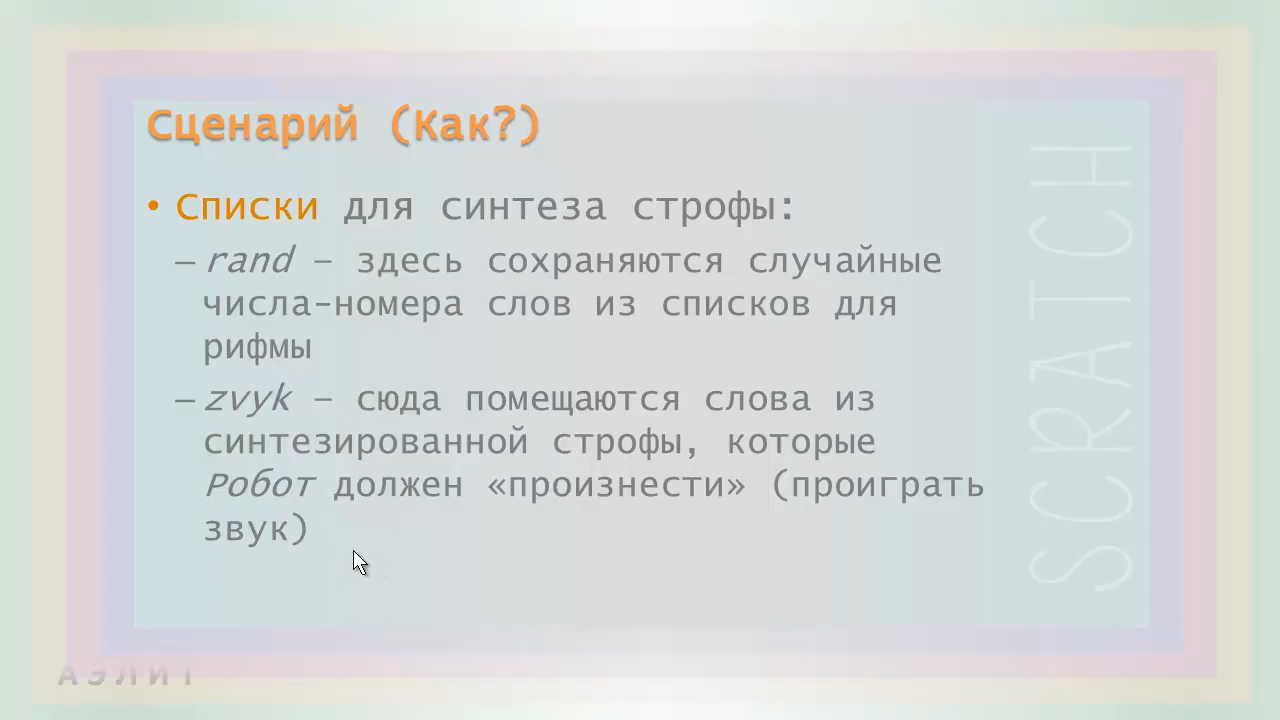 Сценарий (Как?)
• Списки для синтеза строфы:
– rand – здесь сохраняются случайные
числа-номера слов из списков для
рифмы
– zvyk – сюда помещаются слова из
синтезированной строфы, которые
Робот должен «произнести» (проиграть
звук)
SCRATCH
АЭЛИТ